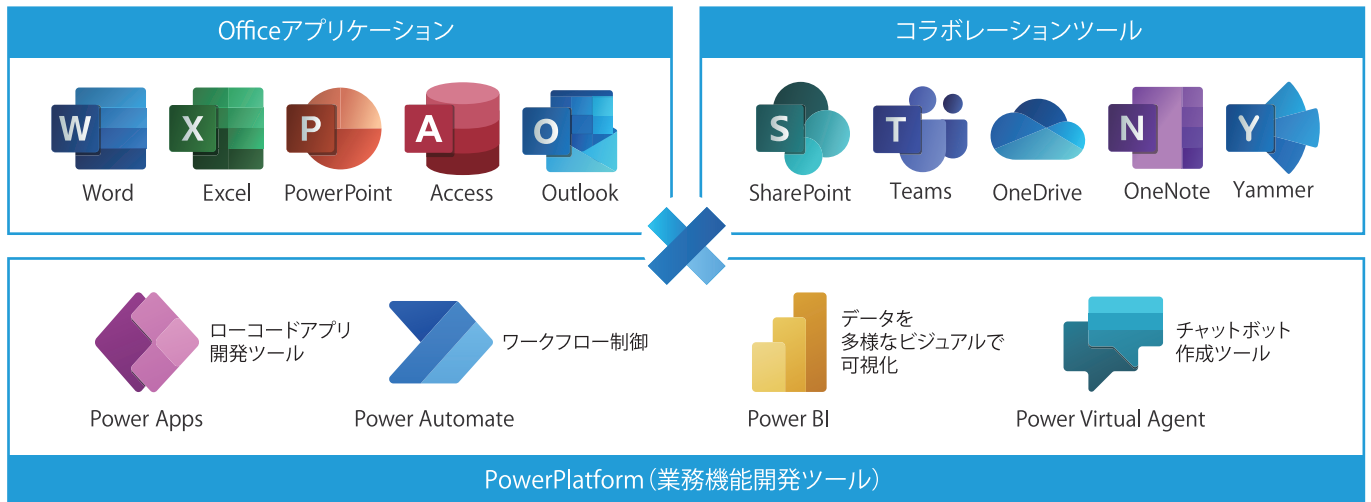 Officeアプリケーション
W
X
P
A
O
Word
Excel
PowerPoint
Access
Outlook
コラボレーションツール
S
T
N
Y
SharePoint
Teams
OneDrive
OneNote
Yammer
ローコードアプリ
開発ツール
Power Apps
ワークフロー制御
Power Automate
データを
多様なビジュアルで
可視化
Power BI
チャットボット
作成ツール
Power Virtual Agent
PowerPlatform（業務機能開発ツール）